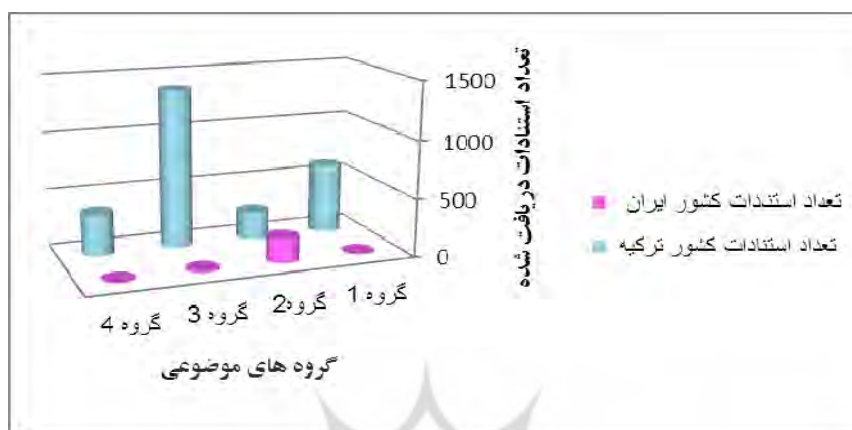 تعداد استنادات دریافت شده
1500
1000
500
0
گروه 1
گروه2
گروه 3
گروه 4
گروه های موضوعی
تعداد استنادات کشور ایران
تعداد استنادات کشور ترکیه